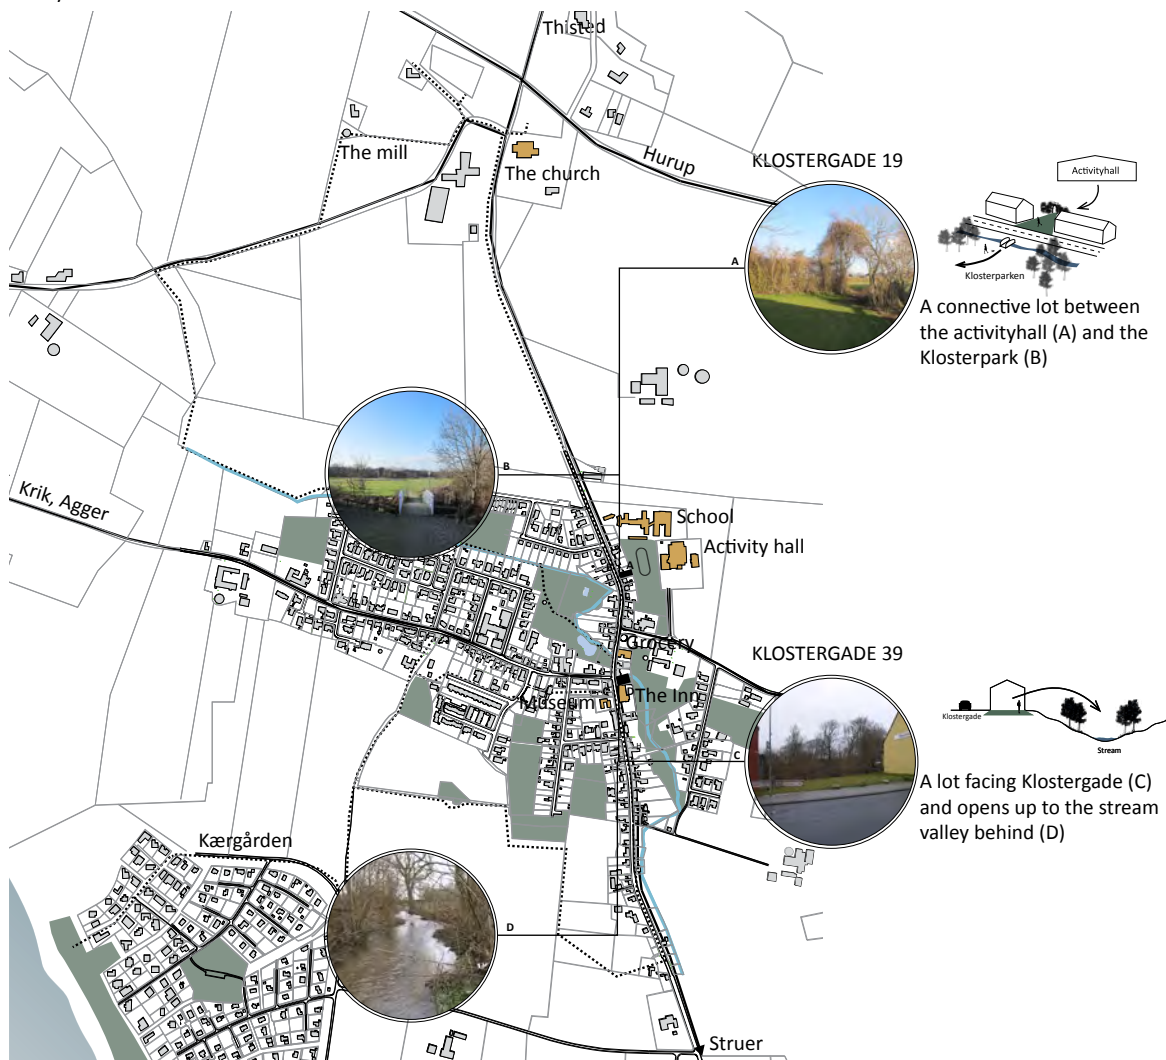 Thisted
The mill
The church
Hurup
KLOSTERGADE 19
Activityhall
Klosterparken
A
A connective lot between
the activityhall (A) and the
Klosterpark (B)
B
Krik, Agger
School
Activity hall
Grocery
KLOSTERGADE 39
The Inn
Museum
Klostergade
Stream
C
A lot facing Klostergade (C)
and opens up to the stream
valley behind (D)
Kærgården
D
Struer